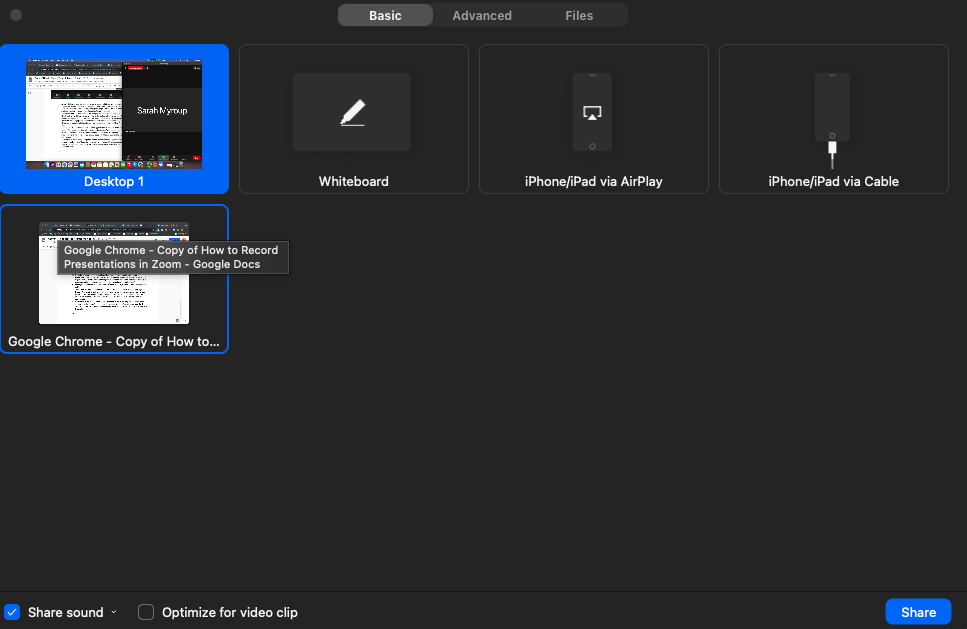 Basic
Advanced
Files
Sarah Myroup
Desktop 1
Whiteboard
iPhone/iPad via AirPlay
iPhone/iPad via Cable
Google Chrome - Copy of How to Record
Presentations in Zoom - Google Docs
Google Chrome - Copy of How to...
Share sound
Optimize for video clip
Share